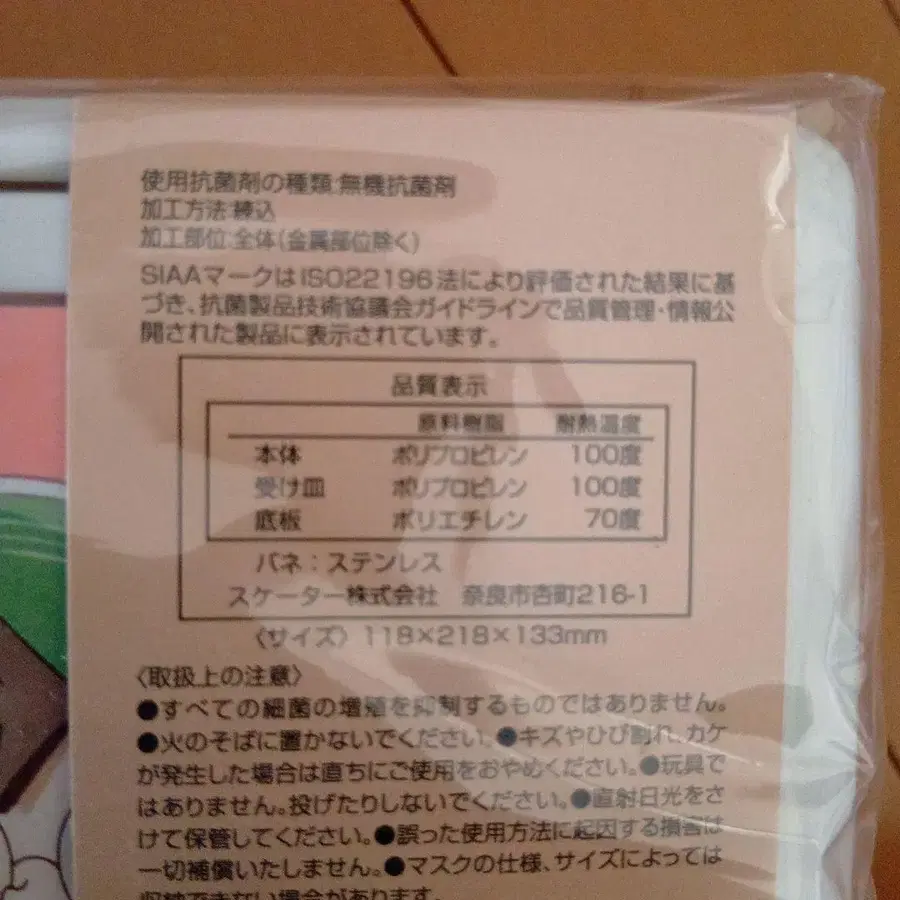 使用抗菌剤の種類:無機抗菌剤
加工方法:練込
加工部位:全体(金属部位除く)
SIAAマークはISO22196法により評価された結果に基
づき、抗菌製品技術協議会ガイドラインで品質管理・情報公
開された製品に表示されています。
品質表示
原料樹脂 耐熱温度
本体 ポリプロピレン 100度
受け皿 ポリプロピレン 100度
底板 ポリエチレン 70度
バネ:ステンレス
スケーター株式会社 奈良市杏町216-1
〈サイズ〉118×218×133mm
〈取扱上の注意〉
●すべての細菌の増殖を抑制するものではありません。
●火のそばに置かないでください。●キズやひび割れ、カケ
が発生した場合は直ちにご使用をおやめください。●玩具で
はありません。投げたりしないでください。●直射日光をさ
けて保管してください。●誤った使用方法に起因する損害は
一切補償いたしません。●マスクの仕様、サイズによっては
収納できない場合があります。